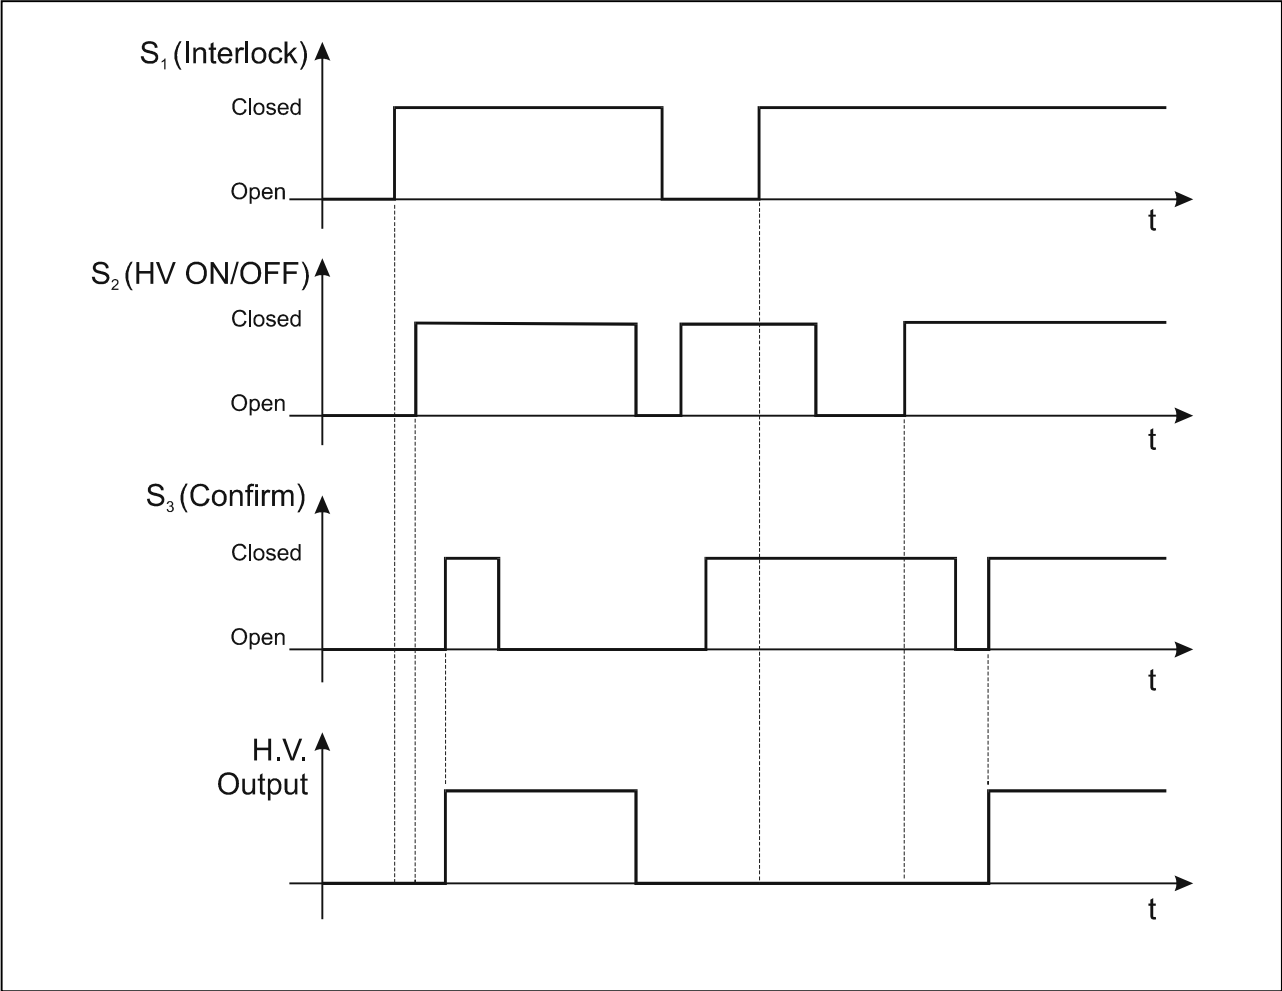 S₁ (Interlock)
Closed
Open
t
S₂ (HV ON/OFF)
Closed
Open
t
S₃ (Confirm)
Closed
Open
t
H.V.
Output
t